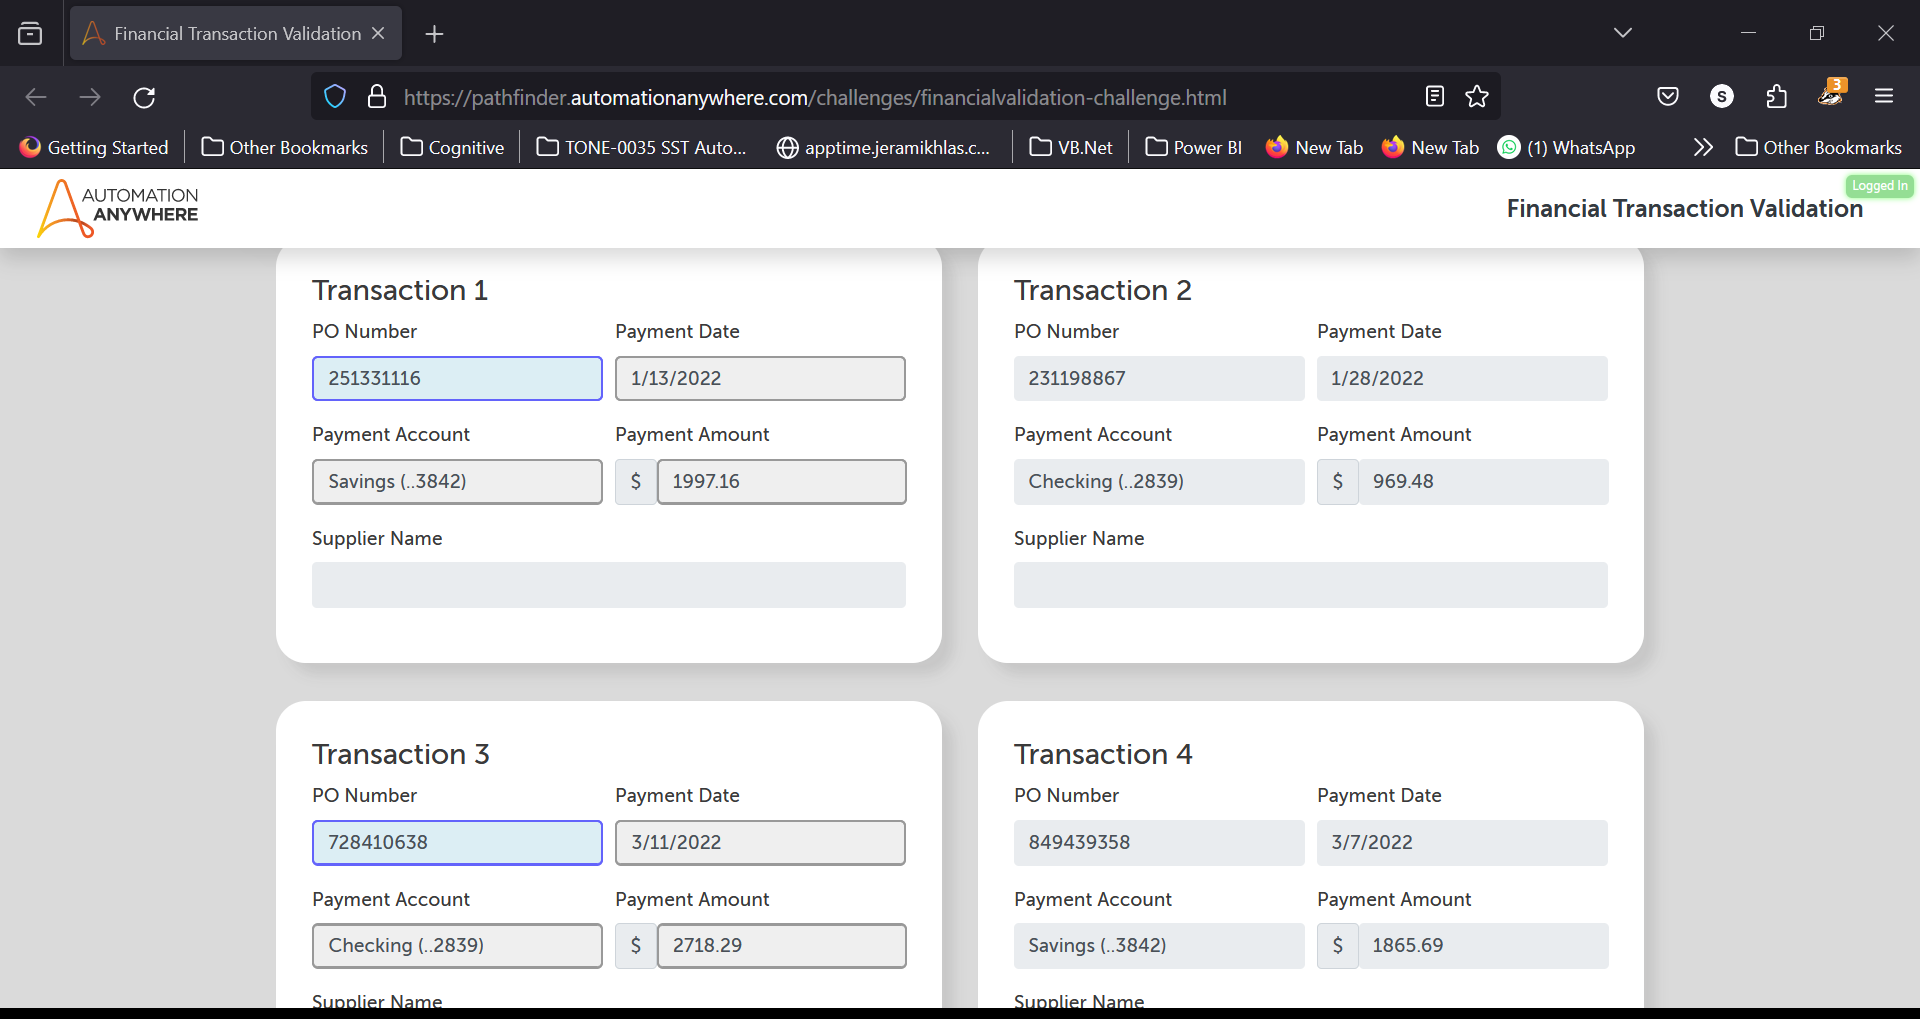 Financial Transaction Validation
https://pathfinder.automationanywhere.com/challenges/financialvalidation-challenge.html
S
3
Getting Started
Other Bookmarks
Cognitive
TONE-0035 SST Auto...
apptime.jeramikhlas.c...
VB.Net
Power BI
New Tab
New Tab
(1) WhatsApp
Other Bookmarks
AUTOMATION
ANYWHERE
Logged In
Financial Transaction Validation
Transaction 1
PO Number Payment Date
251331116 1/13/2022
Payment Account Payment Amount
Savings (..3842) $ 1997.16
Supplier Name
Transaction 2
PO Number Payment Date
231198867 1/28/2022
Payment Account Payment Amount
Checking (..2839) $ 969.48
Supplier Name
Transaction 3
PO Number Payment Date
728410638 3/11/2022
Payment Account Payment Amount
Checking (..2839) $ 2718.29
Supplier Name
Transaction 4
PO Number Payment Date
849439358 3/7/2022
Payment Account Payment Amount
Savings (..3842) $ 1865.69
Supplier Name